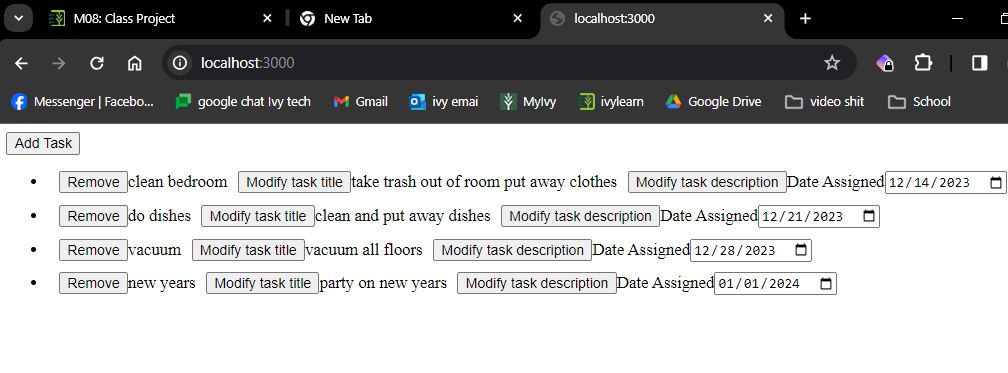 M08: Class Project
New Tab
localhost:3000
localhost:3000
Messenger | Facebo... google chat Ivy tech Gmail ivy emai MyIvy ivylearn Google Drive video shit School
Add Task
Remove clean bedroom Modify task title take trash out of room put away clothes Modify task description Date Assigned 12/14/2023
Remove do dishes Modify task title clean and put away dishes Modify task description Date Assigned 12/21/2023
Remove vacuum Modify task title vacuum all floors Modify task description Date Assigned 12/28/2023
Remove new years Modify task title party on new years Modify task description Date Assigned 01/01/2024